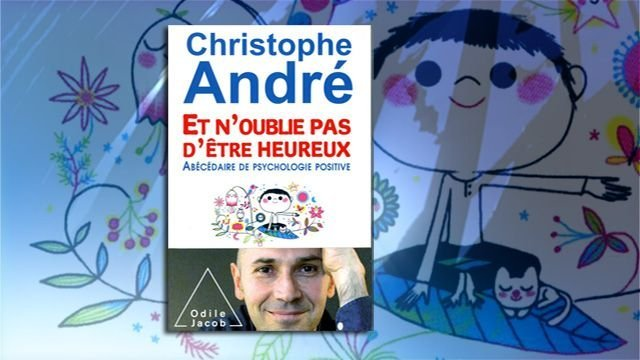 Christophe
André
ET N'OUBLIE PAS
D'ÊTRE HEUREUX
ABÉCÉDAIRE DE PSYCHOLOGIE POSITIVE
Odile
Jacob